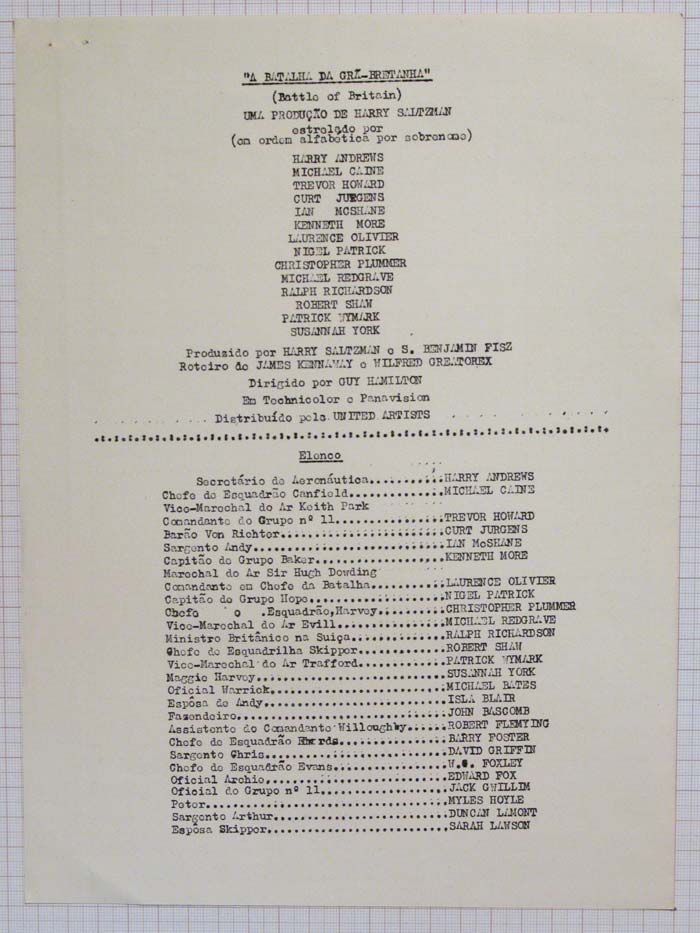 "A BATALHA DA GRÃ-BRETANHA"
(Battle of Britain)
UMA PRODUÇÃO DE HARRY SALTZMAN
estrelado por
(em ordem alfabética por sobrenome)
HARRY ANDREWS
MICHAEL CAINE
TREVOR HOWARD
CURT JURGENS
IAN MCSHANE
KENNETH MORE
LAURENCE OLIVIER
NIGEL PATRICK
CHRISTOPHER PLUMMER
MICHAEL REDGRAVE
RALPH RICHARDSON
ROBERT SHAW
PATRICK WYMARK
SUSANNAH YORK
Produzido por HARRY SALTZMAN e S. BENJAMIN FISZ
Roteiro de JAMES KENNAWAY e WILFRED GREATOREX
Dirigido por GUY HAMILTON
Em Technicolor e Panavision
Distribuído pela UNITED ARTISTS
Elenco
Secretário de Aeronáutica..........HARRY ANDREWS
Chefe de Esquadrão Canfield.............MICHAEL CAINE
Vice-Marechal do Ar Keith Park
Comandante do Grupo nº 11...............TREVOR HOWARD
Barão Von Richter.......................CURT JURGENS
Sargento Andy...........................IAN McSHANE
Capitão de Grupo Baker..................KENNETH MORE
Marechal do Ar Sir Hugh Dowding
Comandante em Chefe da Batalha..........LAURENCE OLIVIER
Capitão de Grupo Hope...................NIGEL PATRICK
Chefe o .Esquadrão,Harvey..........CHRISTOPHER PLUMMER
Vice-Marechal do Ar Evill...............MICHAEL REDGRAVE
Ministro Britânico na Suiça.............RALPH RICHARDSON
Chefe de Esquadrilha Skipper............ROBERT SHAW
Vice-Marechal do Ar Trafford............PATRICK WYMARK
Maggie Harvey...........................SUSANNAH YORK
Oficial Warrick.........................MICHAEL BATES
Espôsa de Andy..........................ISLA BLAIR
Fazendeiro..............................JOHN BASCOMB
Assistente do Comandante Willoughby.....ROBERT FLEMYING
Chefe de Esquadrão..............BARRY FOSTER
Sargento Chris..........................DAVID GRIFFIN
Chefe de Esquadrão Evans................W.G. FOXLEY
Oficial Archie..........................EDWARD FOX
Oficial do Grupo nº 11..................JACK GWILLIM
Peter...................................MYLES HOYLE
Sargento Arthur.........................DUNCAN LAMONT
Espôsa Skipper..........................SARAH LAWSON